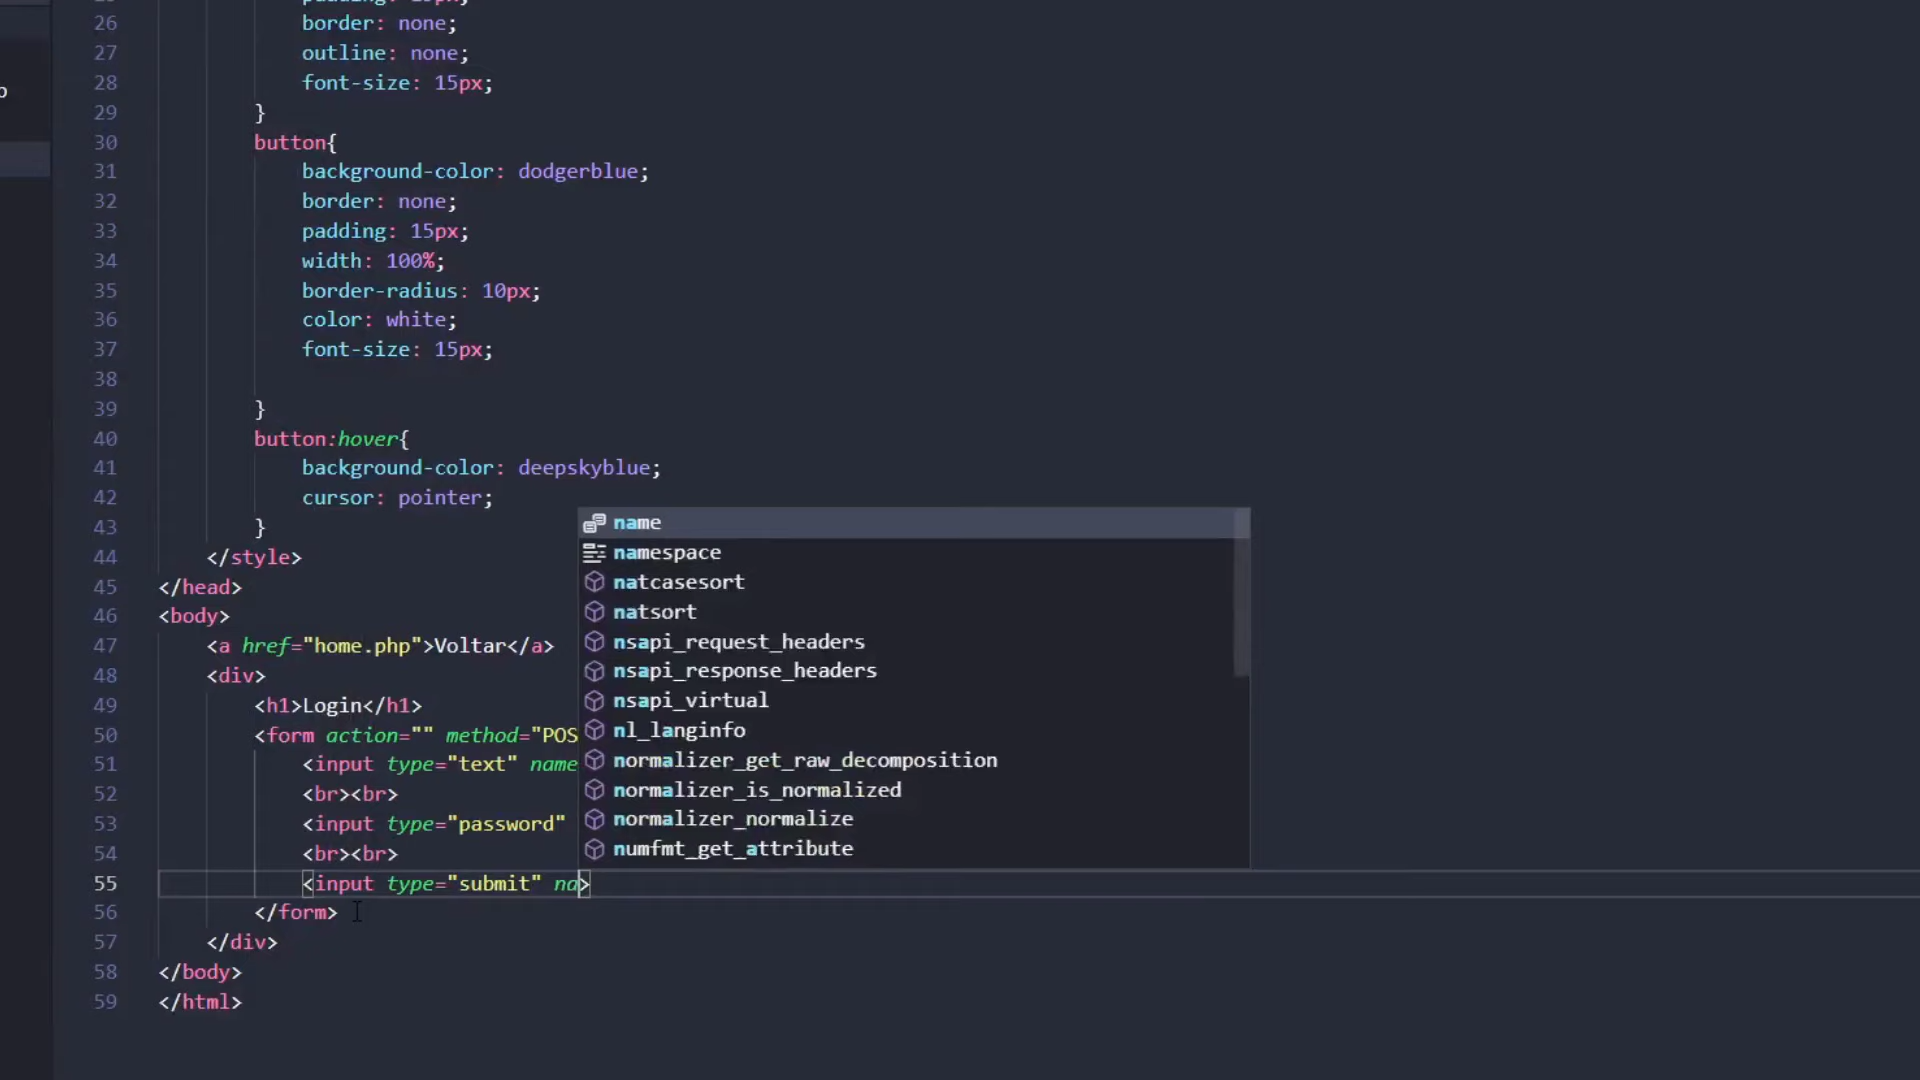 26 border: none;
27 outline: none;
28 font-size: 15px;
29 }
30 button{
31 background-color: dodgerblue;
32 border: none;
33 padding: 15px;
34 width: 100%;
35 border-radius: 10px;
36 color: white;
37 font-size: 15px;
38
39 }
40 button:hover{
41 background-color: deepskyblue;
42 cursor: pointer;
43 }
44 </style>
45 </head>
46 <body>
47 <a href="home.php">Voltar</a>
48 <div>
49 <h1>Login</h1>
50 <form action="" method="POS
51 <input type="text" name
52 <br><br>
53 <input type="password"
54 <br><br>
55 <input type="submit" na>
56 </form>
57 </div>
58 </body>
59 </html>
name
namespace
natcasesort
natsort
nsapi_request_headers
nsapi_response_headers
nsapi_virtual
nl_langinfo
normalizer_get_raw_decomposition
normalizer_is_normalized
normalizer_normalize
numfmt_get_attribute